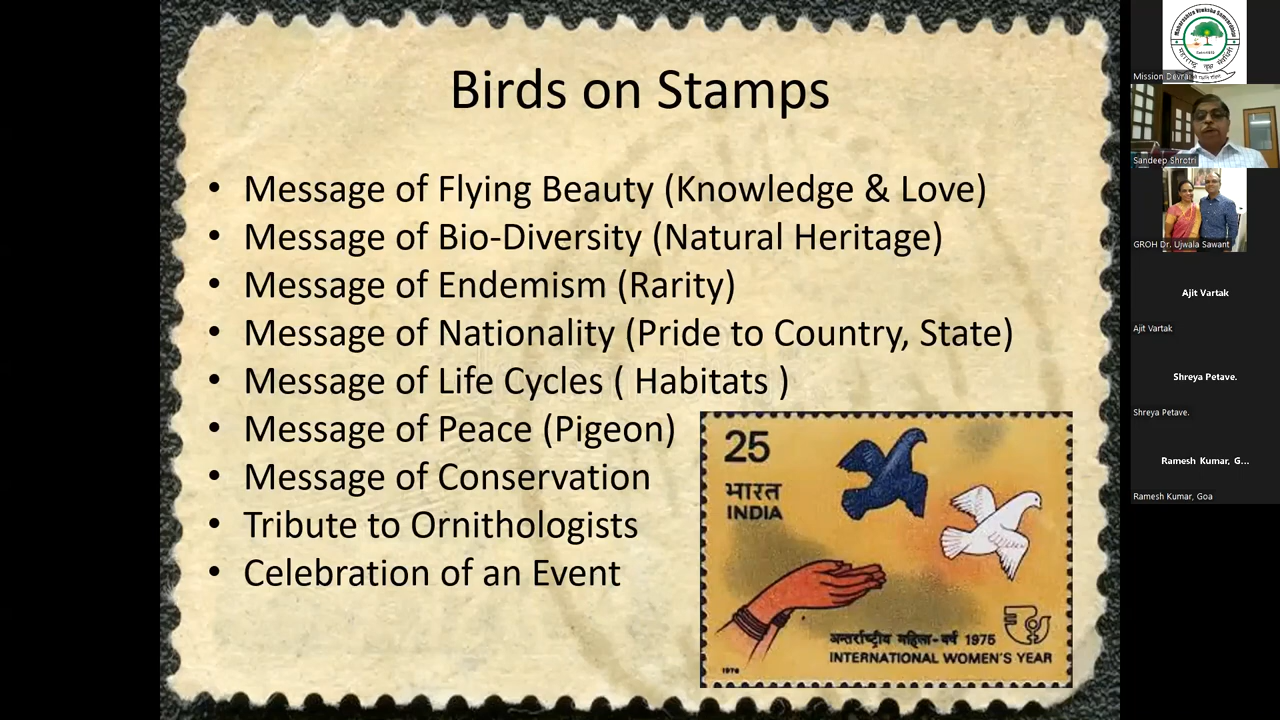 Birds on Stamps
• Message of Flying Beauty (Knowledge & Love)
• Message of Bio-Diversity (Natural Heritage)
• Message of Endemism (Rarity)
• Message of Nationality (Pride to Country, State)
• Message of Life Cycles ( Habitats )
• Message of Peace (Pigeon)
• Message of Conservation
• Tribute to Ornithologists
• Celebration of an Event
25
भारत
INDIA
अन्तर्राष्ट्रीय महिला-वर्ष 1975
INTERNATIONAL WOMEN'S YEAR
Mission Devrai
Sandeep Shrotri
GROH Dr. Ujwala Sawant
Ajit Vartak
Ajit Vartak
Shreya Petave.
Shreya Petave.
Ramesh Kumar, G...
Ramesh Kumar, Goa